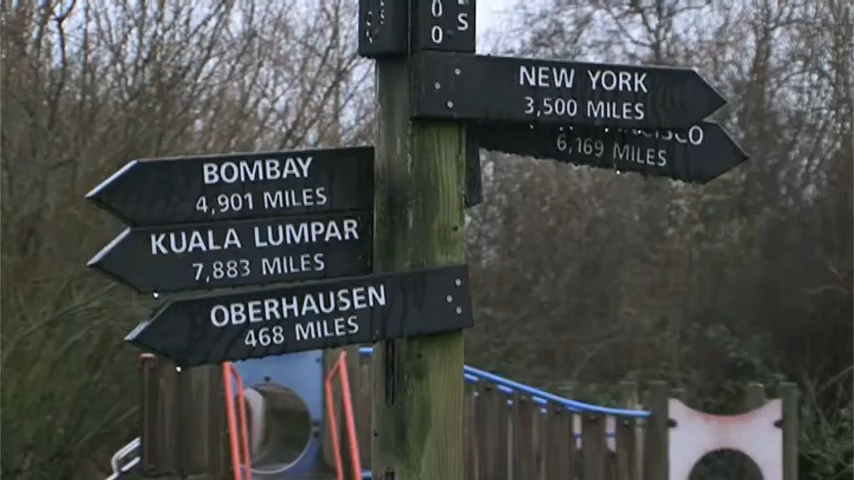 NEW YORK
3,500 MILES
6,169 MILES
BOMBAY
4,901 MILES
KUALA LUMPAR
7,883 MILES
OBERHAUSEN
468 MILES